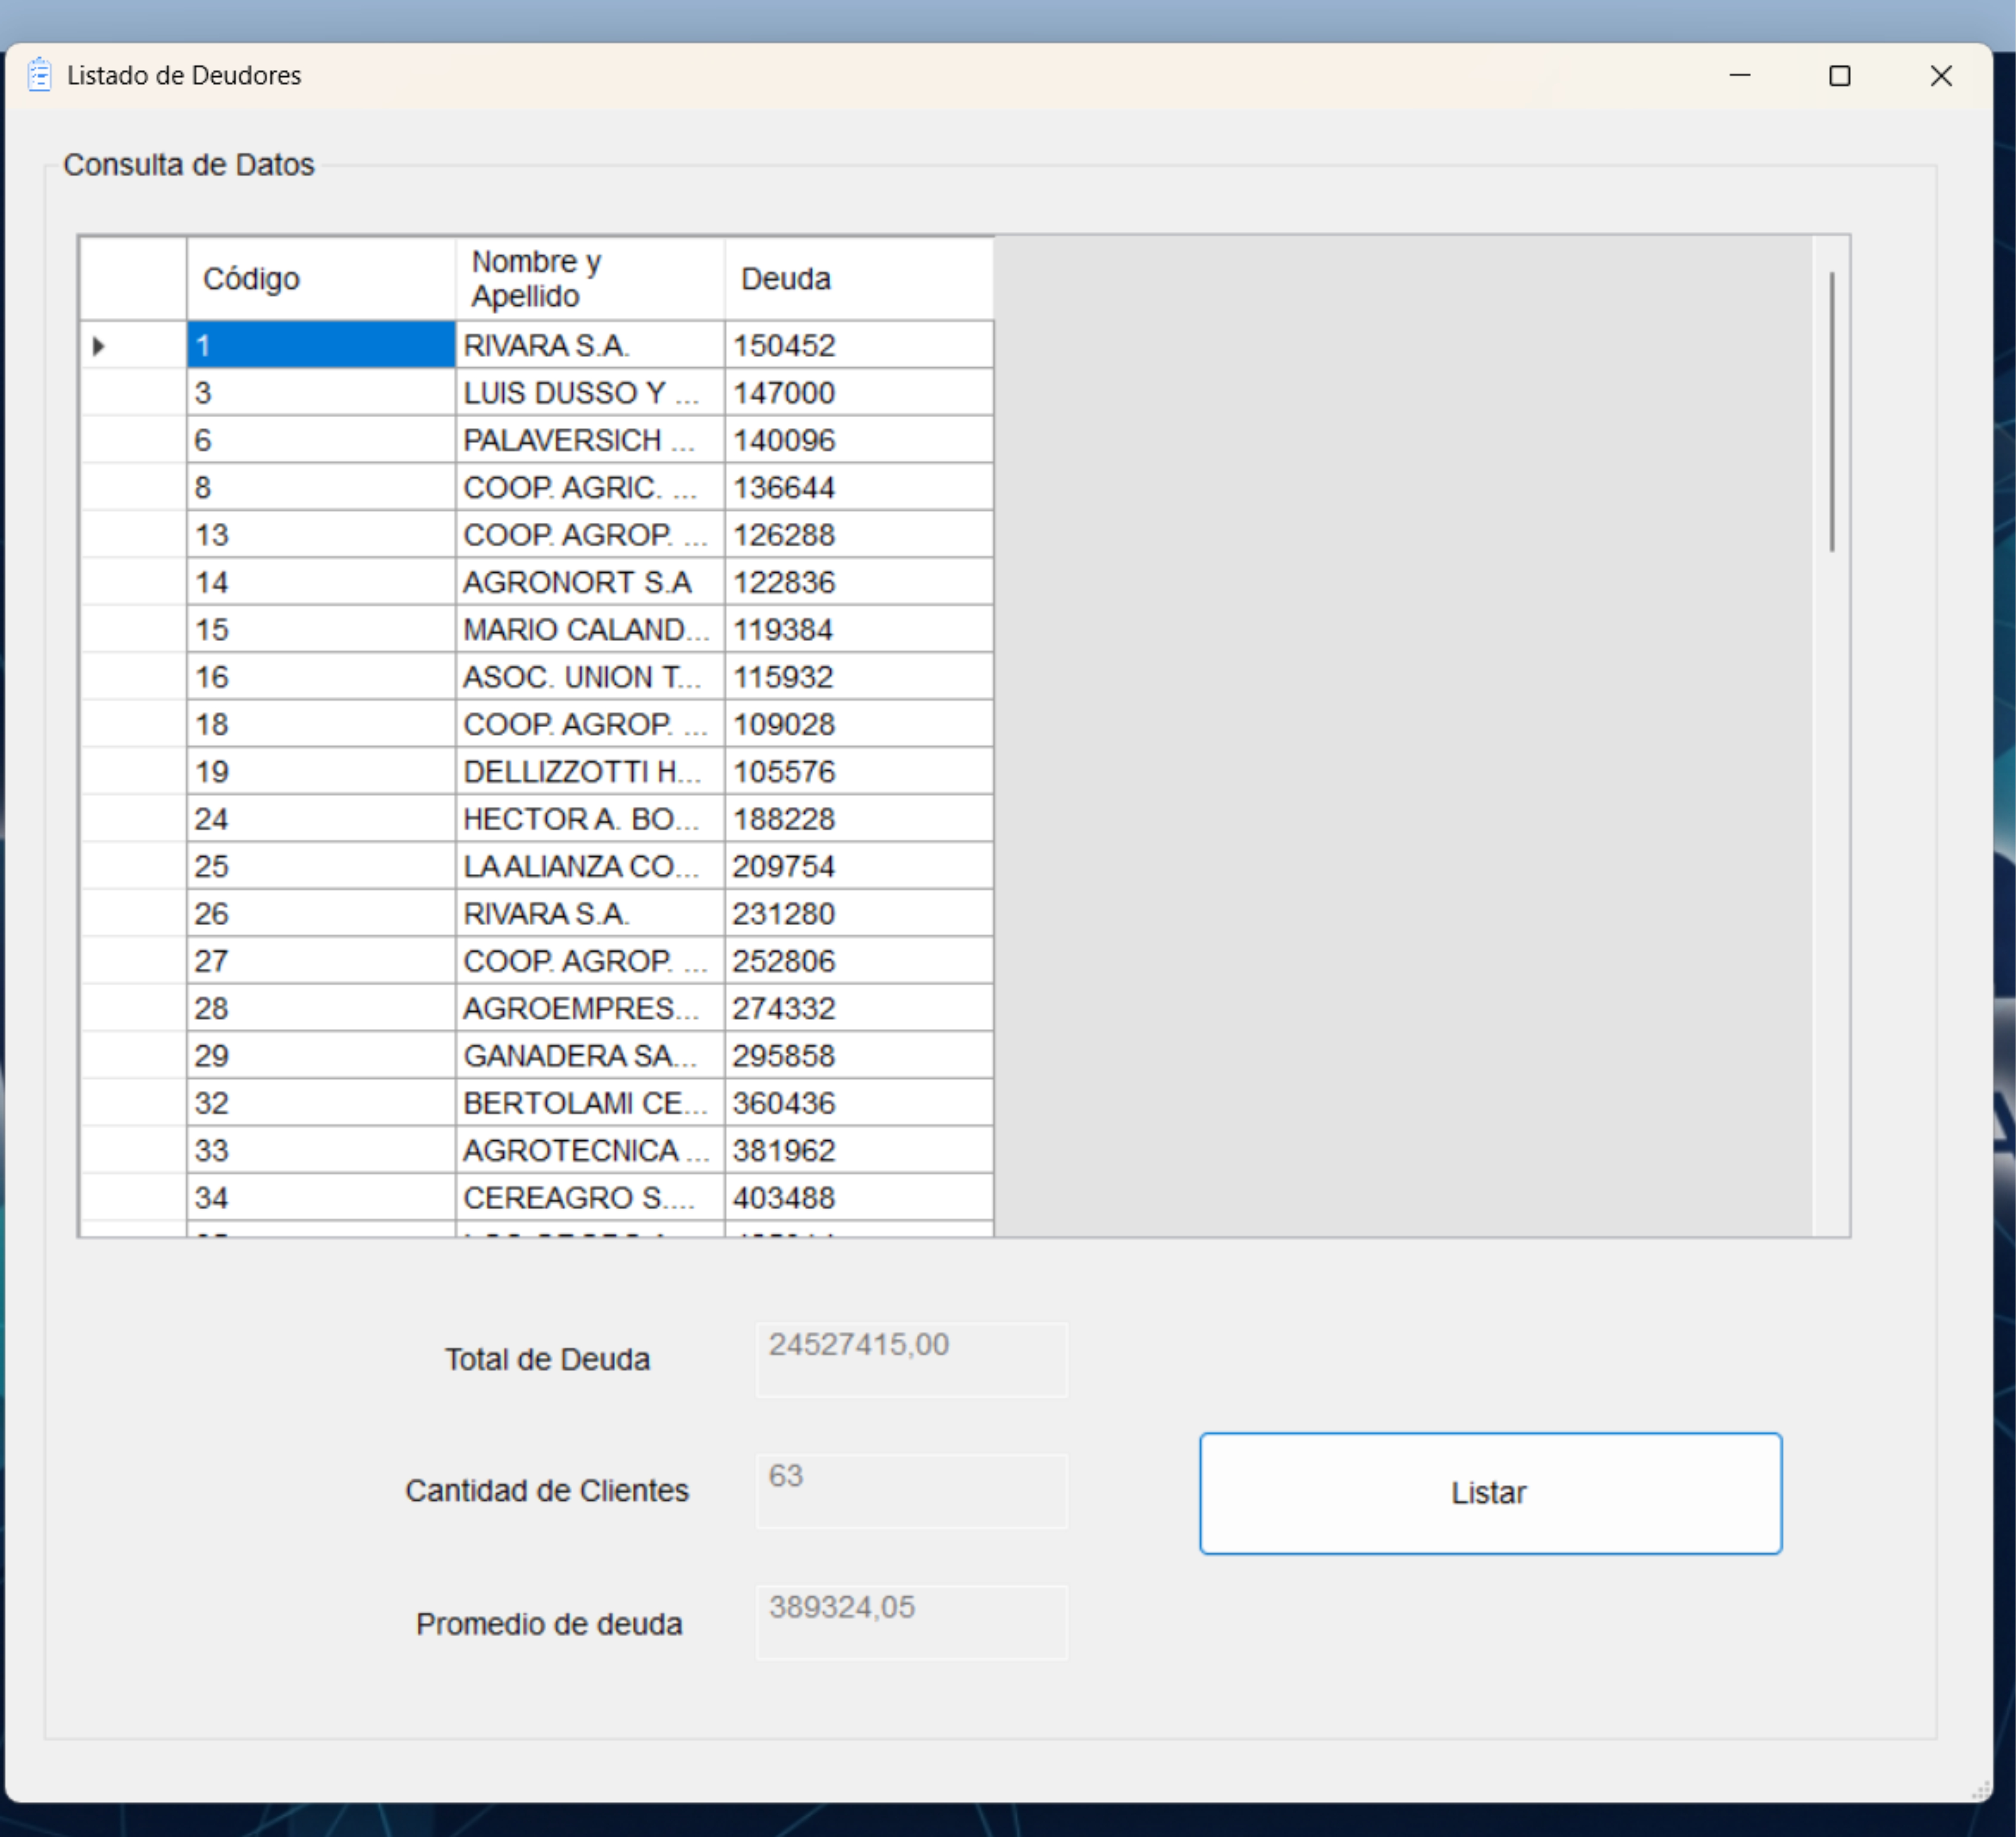 Listado de Deudores
Consulta de Datos
Código Nombre y Apellido Deuda
1 RIVARA S.A. 150452
3 LUIS DUSSO Y ... 147000
6 PALAVERSICH ... 140096
8 COOP. AGRIC. ... 136644
13 COOP. AGROP. ... 126288
14 AGRONORT S.A 122836
15 MARIO CALAND... 119384
16 ASOC. UNION T... 115932
18 COOP. AGROP. ... 109028
19 DELLIZZOTTI H... 105576
24 HECTOR A. BO... 188228
25 LA ALIANZA CO... 209754
26 RIVARA S.A. 231280
27 COOP. AGROP. ... 252806
28 AGROEMPRES... 274332
29 GANADERA SA... 295858
32 BERTOLAMI CE... 360436
33 AGROTECNICA ... 381962
34 CEREAGRO S.... 403488
Total de Deuda 24527415,00
Cantidad de Clientes 63
Listar
Promedio de deuda 389324,05